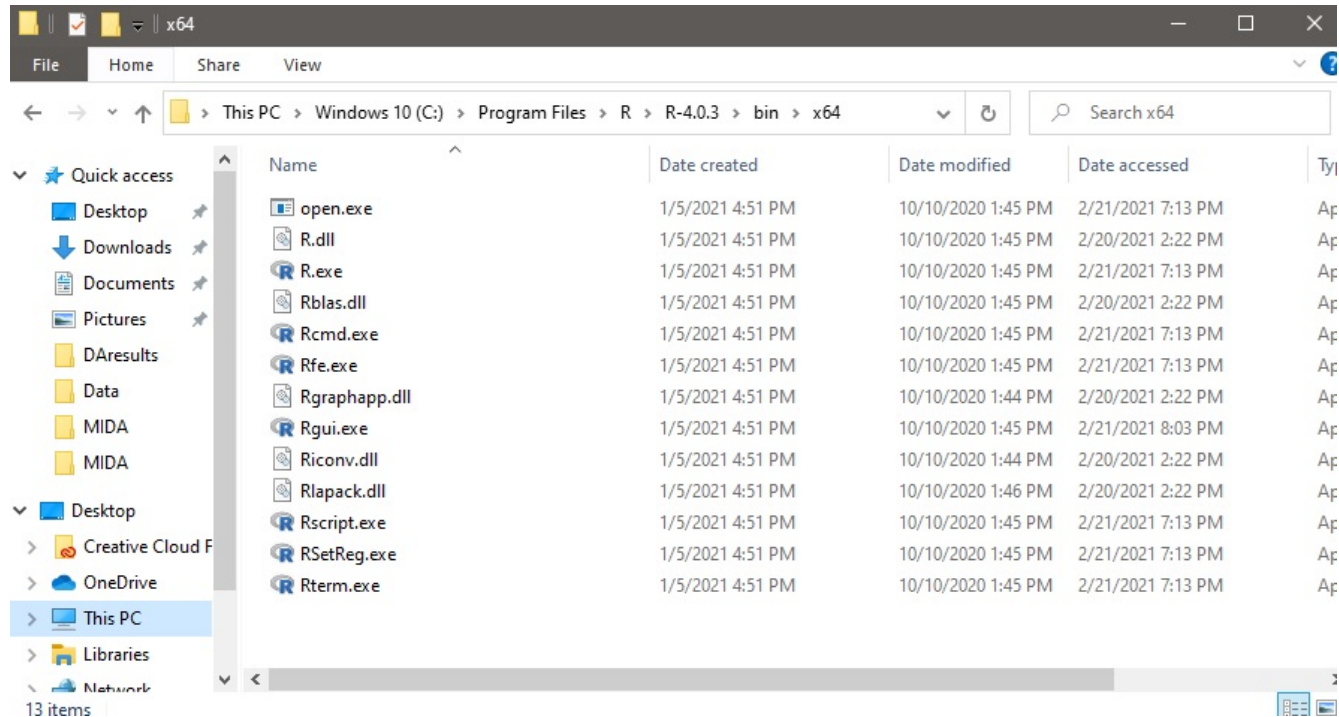 x64
File Home Share View
This PC > Windows 10 (C:) > Program Files > R > R-4.0.3 > bin > x64
Search x64
Quick access
Desktop
Downloads
Documents
Pictures
DAresults
Data
MIDA
MIDA
Desktop
Creative Cloud F
OneDrive
This PC
Libraries
Network
Name Date created Date modified Date accessed Ty
open.exe 1/5/2021 4:51 PM 10/10/2020 1:45 PM 2/21/2021 7:13 PM Ap
R.dll 1/5/2021 4:51 PM 10/10/2020 1:45 PM 2/20/2021 2:22 PM Ap
R.exe 1/5/2021 4:51 PM 10/10/2020 1:45 PM 2/21/2021 7:13 PM Ap
Rblas.dll 1/5/2021 4:51 PM 10/10/2020 1:45 PM 2/20/2021 2:22 PM Ap
Rcmd.exe 1/5/2021 4:51 PM 10/10/2020 1:45 PM 2/21/2021 7:13 PM Ap
Rfe.exe 1/5/2021 4:51 PM 10/10/2020 1:45 PM 2/21/2021 7:13 PM Ap
Rgraphapp.dll 1/5/2021 4:51 PM 10/10/2020 1:44 PM 2/20/2021 2:22 PM Ap
Rgui.exe 1/5/2021 4:51 PM 10/10/2020 1:45 PM 2/21/2021 8:03 PM Ap
Riconv.dll 1/5/2021 4:51 PM 10/10/2020 1:44 PM 2/20/2021 2:22 PM Ap
Rlapack.dll 1/5/2021 4:51 PM 10/10/2020 1:46 PM 2/20/2021 2:22 PM Ap
Rscript.exe 1/5/2021 4:51 PM 10/10/2020 1:45 PM 2/21/2021 7:13 PM Ap
RSetReg.exe 1/5/2021 4:51 PM 10/10/2020 1:45 PM 2/21/2021 7:13 PM Ap
Rterm.exe 1/5/2021 4:51 PM 10/10/2020 1:45 PM 2/21/2021 7:13 PM Ap
13 items